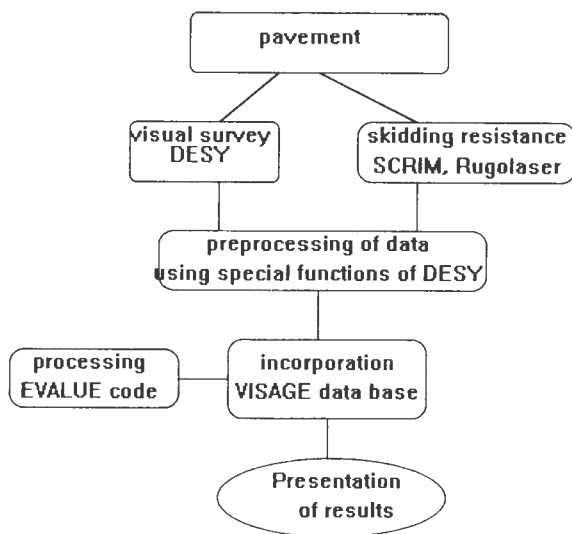 pavement
visual survey
DESY
skidding resistance
SCRIM, Rugolaser
preprocessing of data
using special functions of DESY
processing
EVALUE code
incorporation
VISAGE data base
Presentation
of results